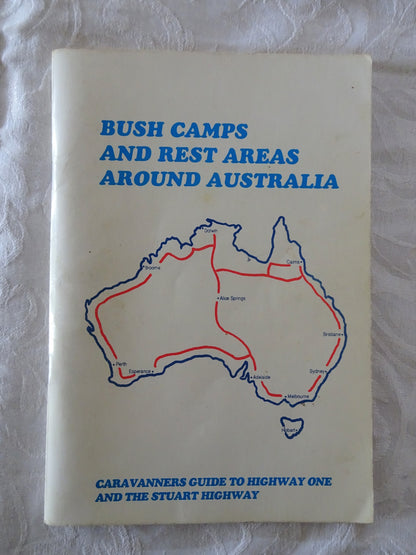 BUSH CAMPS
AND REST AREAS
AROUND AUSTRALIA
Darwin
Cairns
Broome
Alice Springs
Brisbane
Perth
Esperance
Adelaide
Sydney
Melbourne
Hobart
CARAVANNERS GUIDE TO HIGHWAY ONE
AND THE STUART HIGHWAY